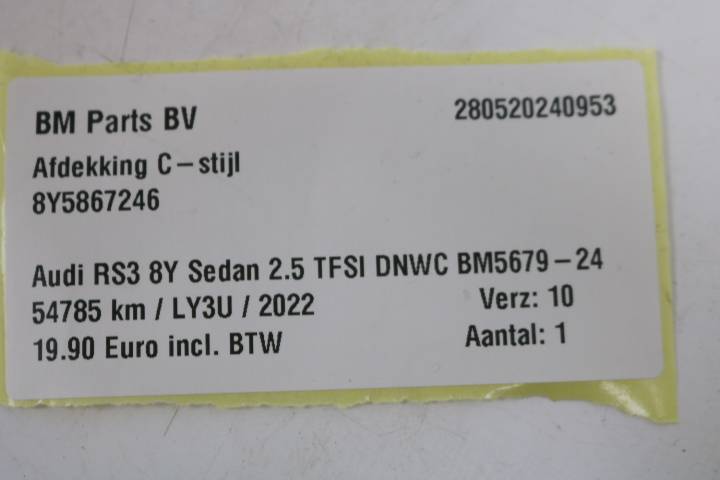 BM Parts BV 280520240953
Afdekking C-stijl
8Y5867246
Audi RS3 8Y Sedan 2.5 TFSI DNWC BM5679-24
54785 km / LY3U / 2022 Verz: 10
19.90 Euro incl. BTW Aantal: 1